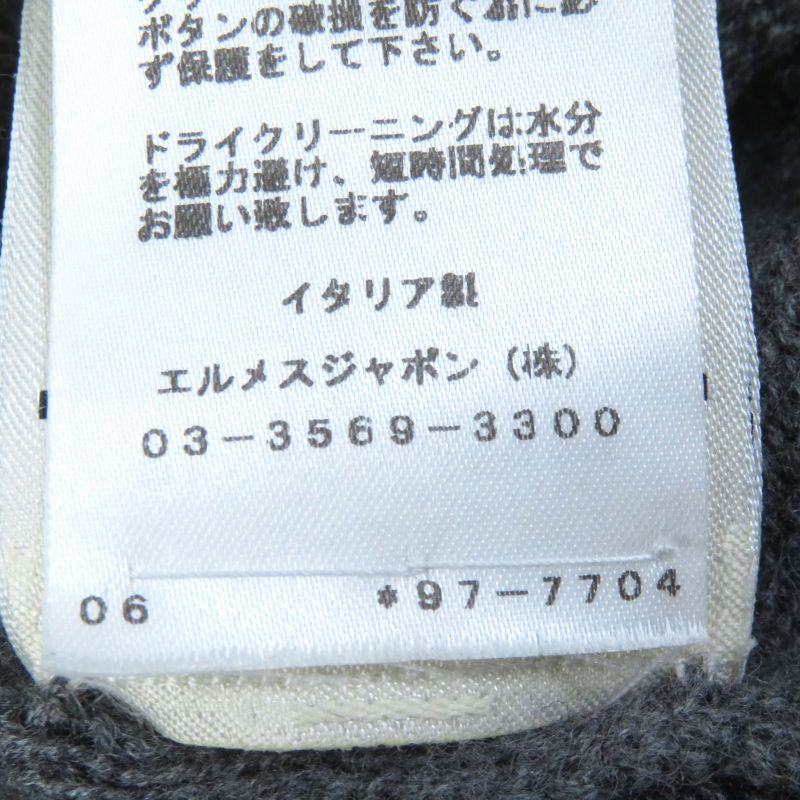 ボタンの破損を防ぐ為に必
ず保護をして下さい。
ドライクリーニングは水分
を極力避け、短時間処理で
お願い致します。
イタリア製
エルメスジャポン（株）
03-3569-3300
06 *97-7704